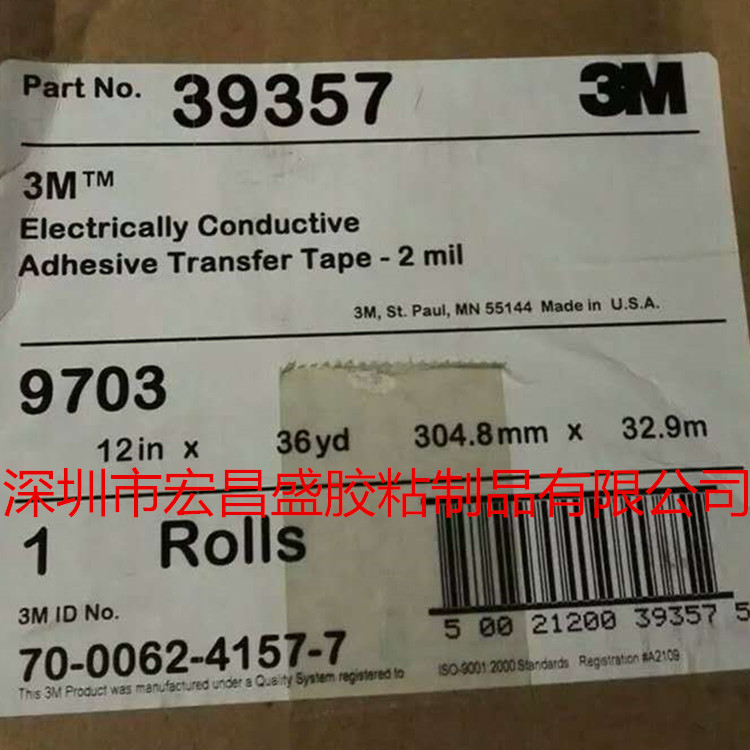 Part No. 39357 3M
3M™
Electrically Conductive
Adhesive Transfer Tape - 2 mil
3M, St. Paul, MN 55144 Made in U.S.A.
9703
12in x 36yd 304.8mm x 32.9m
深圳市宏昌盛胶粘制品有限公司
1 Rolls
3M ID No.
5 00 21200 39357 5
70-0062-4157-7
ISO-9001:2000 Standards Registration #A2109
This 3M Product was manufactured under a Quality System registered to